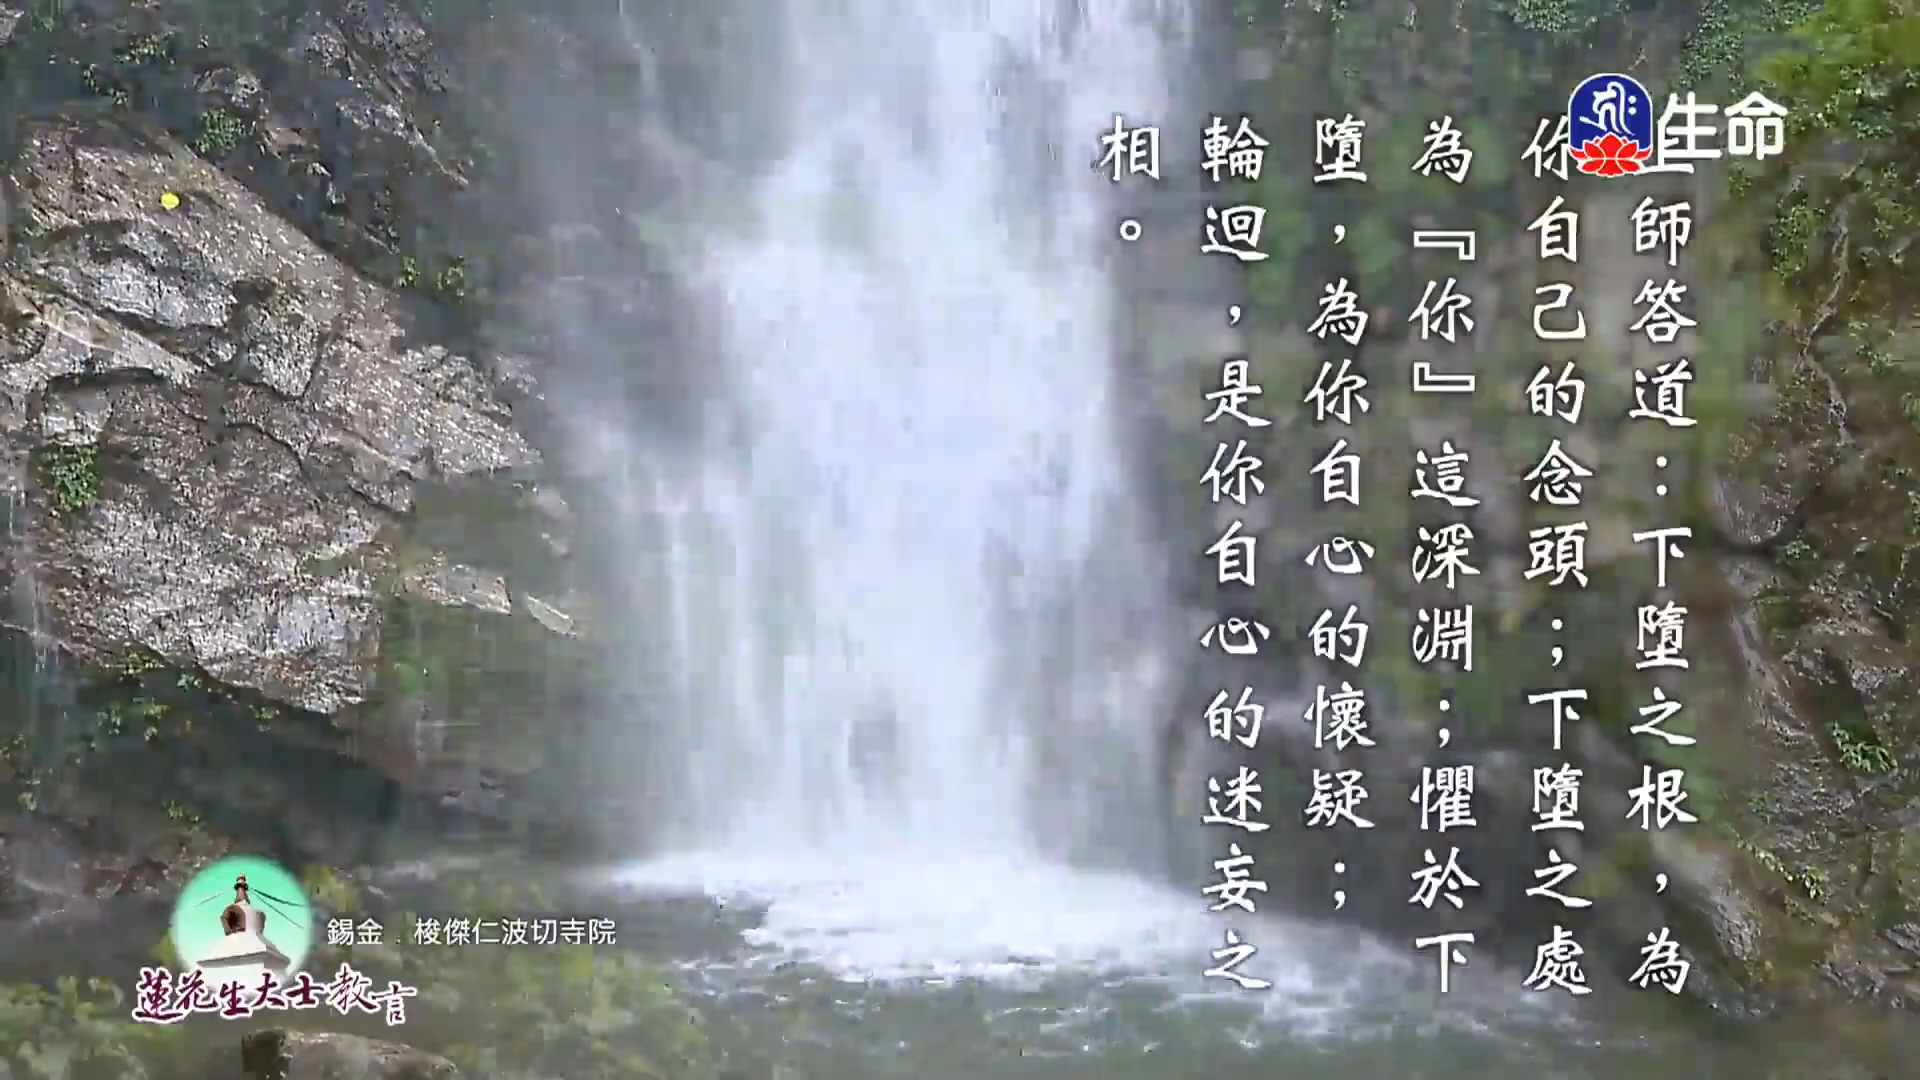 生命
師答道：下墮之根，為
你自己的念頭；下墮之處
為『你』這深淵；懼於下
墮，為你自心的懷疑；
輪迴，是你自心的迷妄之
相。
錫金．梭傑仁波切寺院
蓮花生大士教言